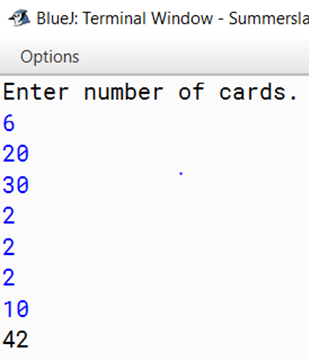 BlueJ: Terminal Window - Summersla
Options
Enter number of cards.
6
20
30
2
2
2
10
42